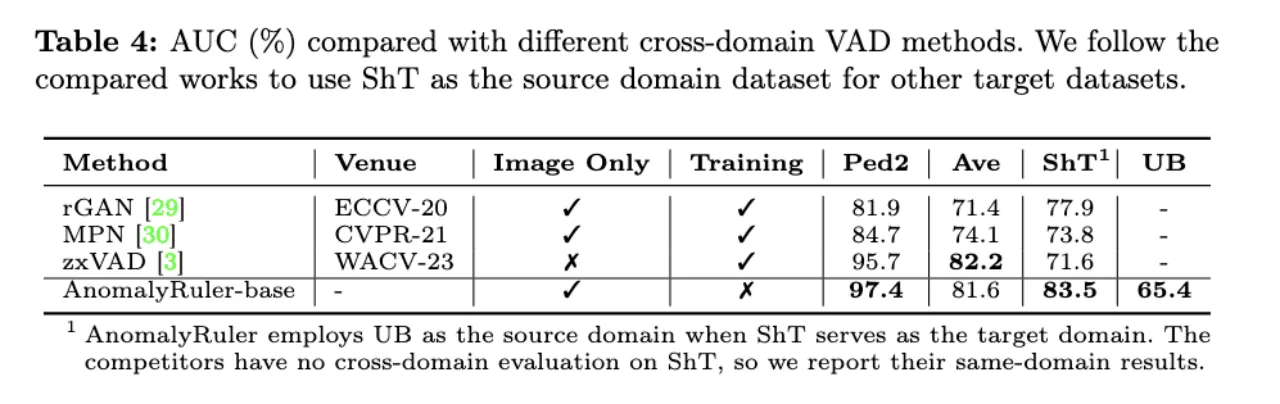 Table 4: AUC (%) compared with different cross-domain VAD methods. We follow the
compared works to use ShT as the source domain dataset for other target datasets.
Method | Venue | Image Only | Training | Ped2 | Ave | ShT¹ | UB
rGAN [29] | ECCV-20 | ✓ | ✓ | 81.9 | 71.4 | 77.9 | -
MPN [30] | CVPR-21 | ✓ | ✓ | 84.7 | 74.1 | 73.8 | -
zxVAD [3] | WACV-23 | ✗ | ✓ | 95.7 | 82.2 | 71.6 | -
AnomalyRuler-base | - | ✓ | ✗ | 97.4 | 81.6 | 83.5 | 65.4
¹ AnomalyRuler employs UB as the source domain when ShT serves as the target domain. The
competitors have no cross-domain evaluation on ShT, so we report their same-domain results.